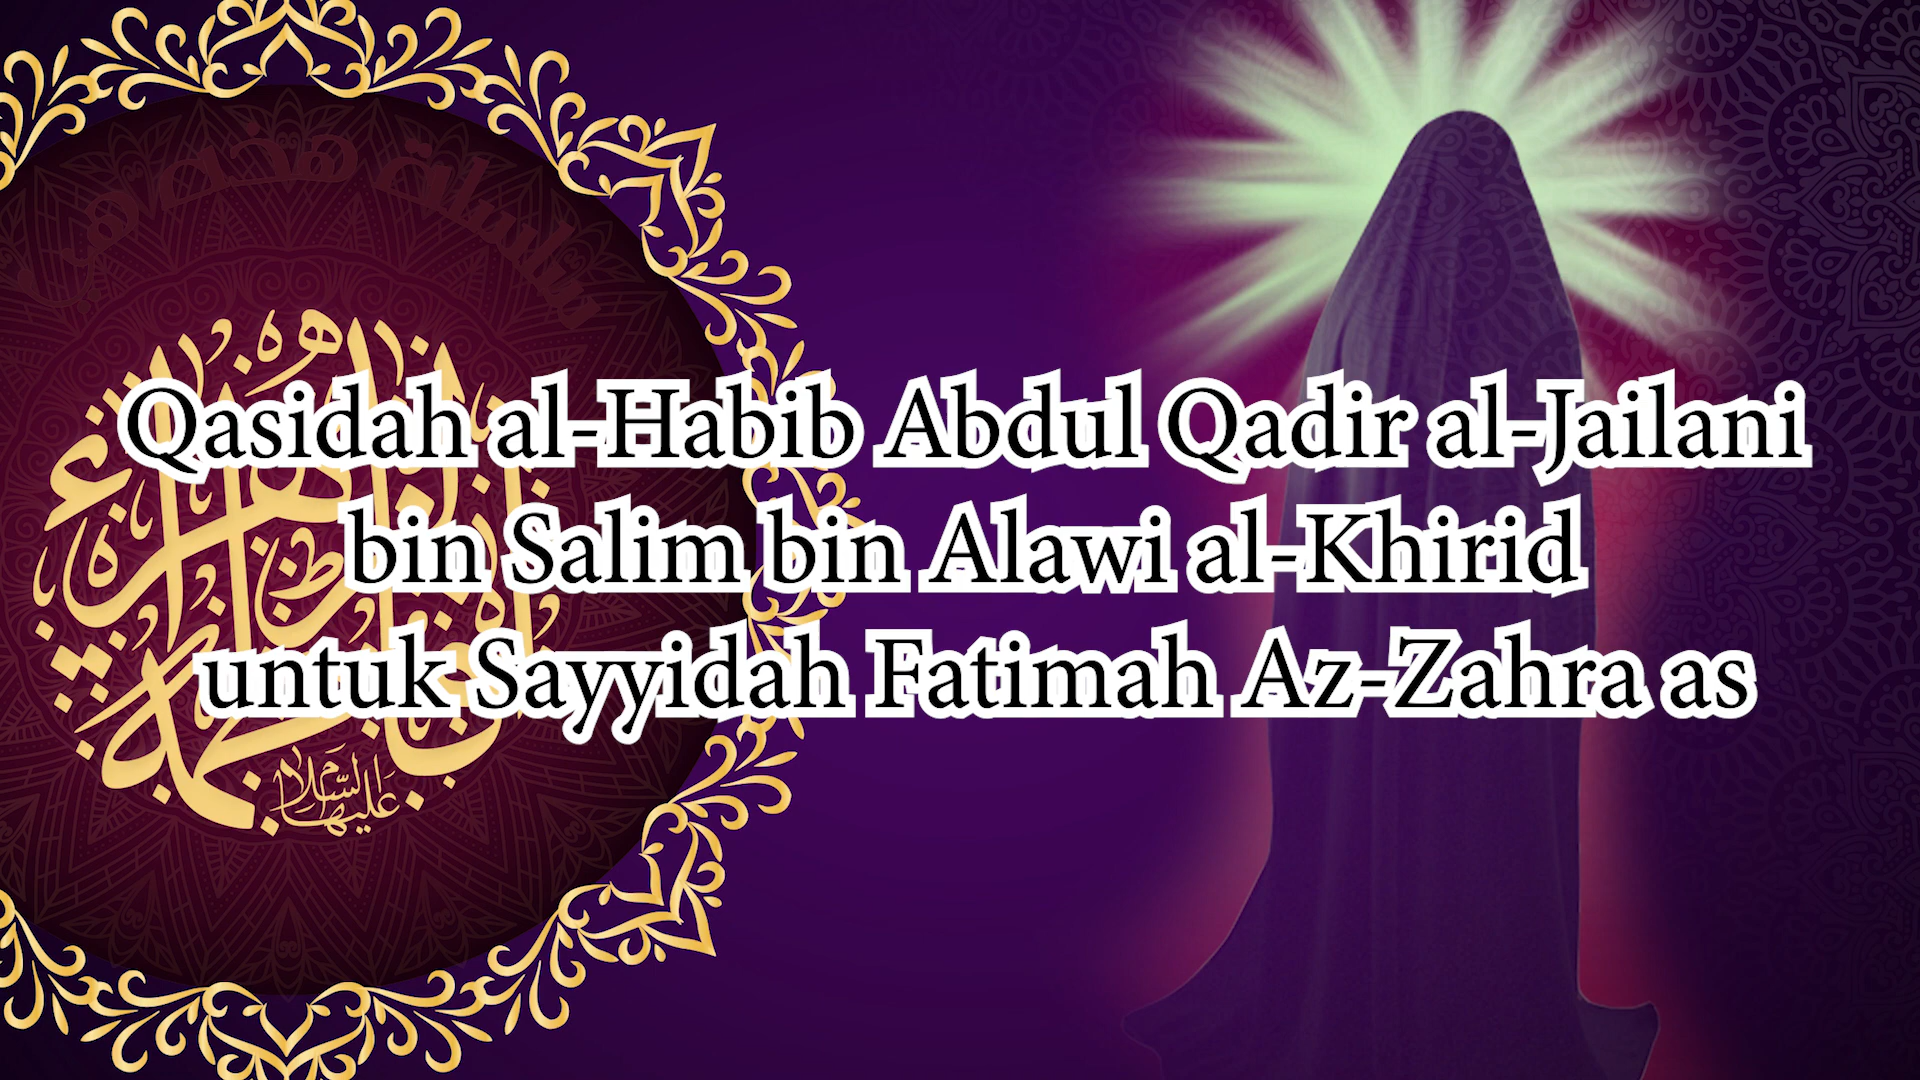 Qasidah al-Habib Abdul Qadir al-Jailani
bin Salim bin Alawi al-Khirid
untuk Sayyidah Fatimah Az-Zahra as
عليها السلام